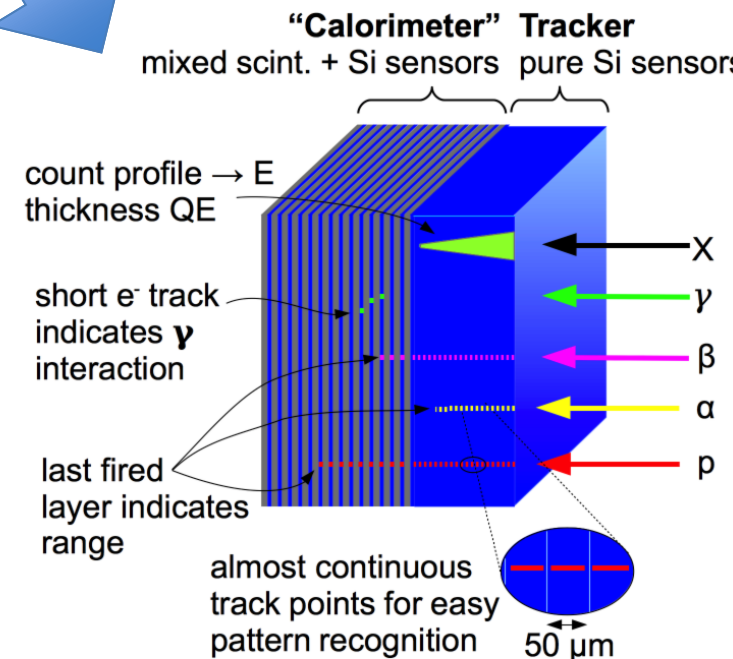 “Calorimeter” Tracker
mixed scint. + Si sensors pure Si sensors
count profile → E
thickness QE
X
short e- track
indicates γ
interaction
γ
β
α
last fired
layer indicates
range
p
almost continuous
track points for easy
pattern recognition
50 μm